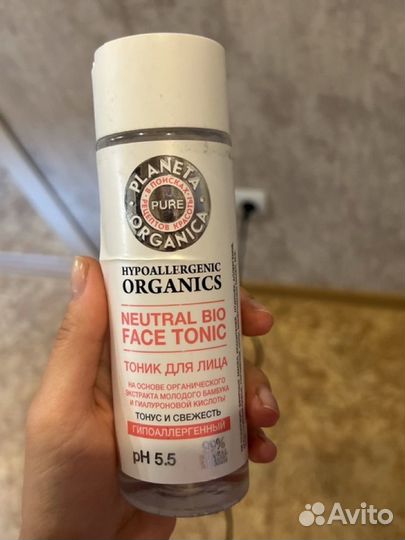 PLANETA
В ПОИСКАХ
PURE
РЕЦЕПТОВ КРАСОТЫ
ORGANICA
HYPOALLERGENIC
ORGANICS
NEUTRAL BIO
FACE TONIC
ТОНИК ДЛЯ ЛИЦА
НА ОСНОВЕ ОРГАНИЧЕСКОГО
ЭКСТРАКТА МОЛОДОГО БАМБУКА
И ГИАЛУРОНОВОЙ КИСЛОТЫ
ТОНУС И СВЕЖЕСТЬ
ГИПОАЛЛЕРГЕННЫЙ
pH 5.5
Avito